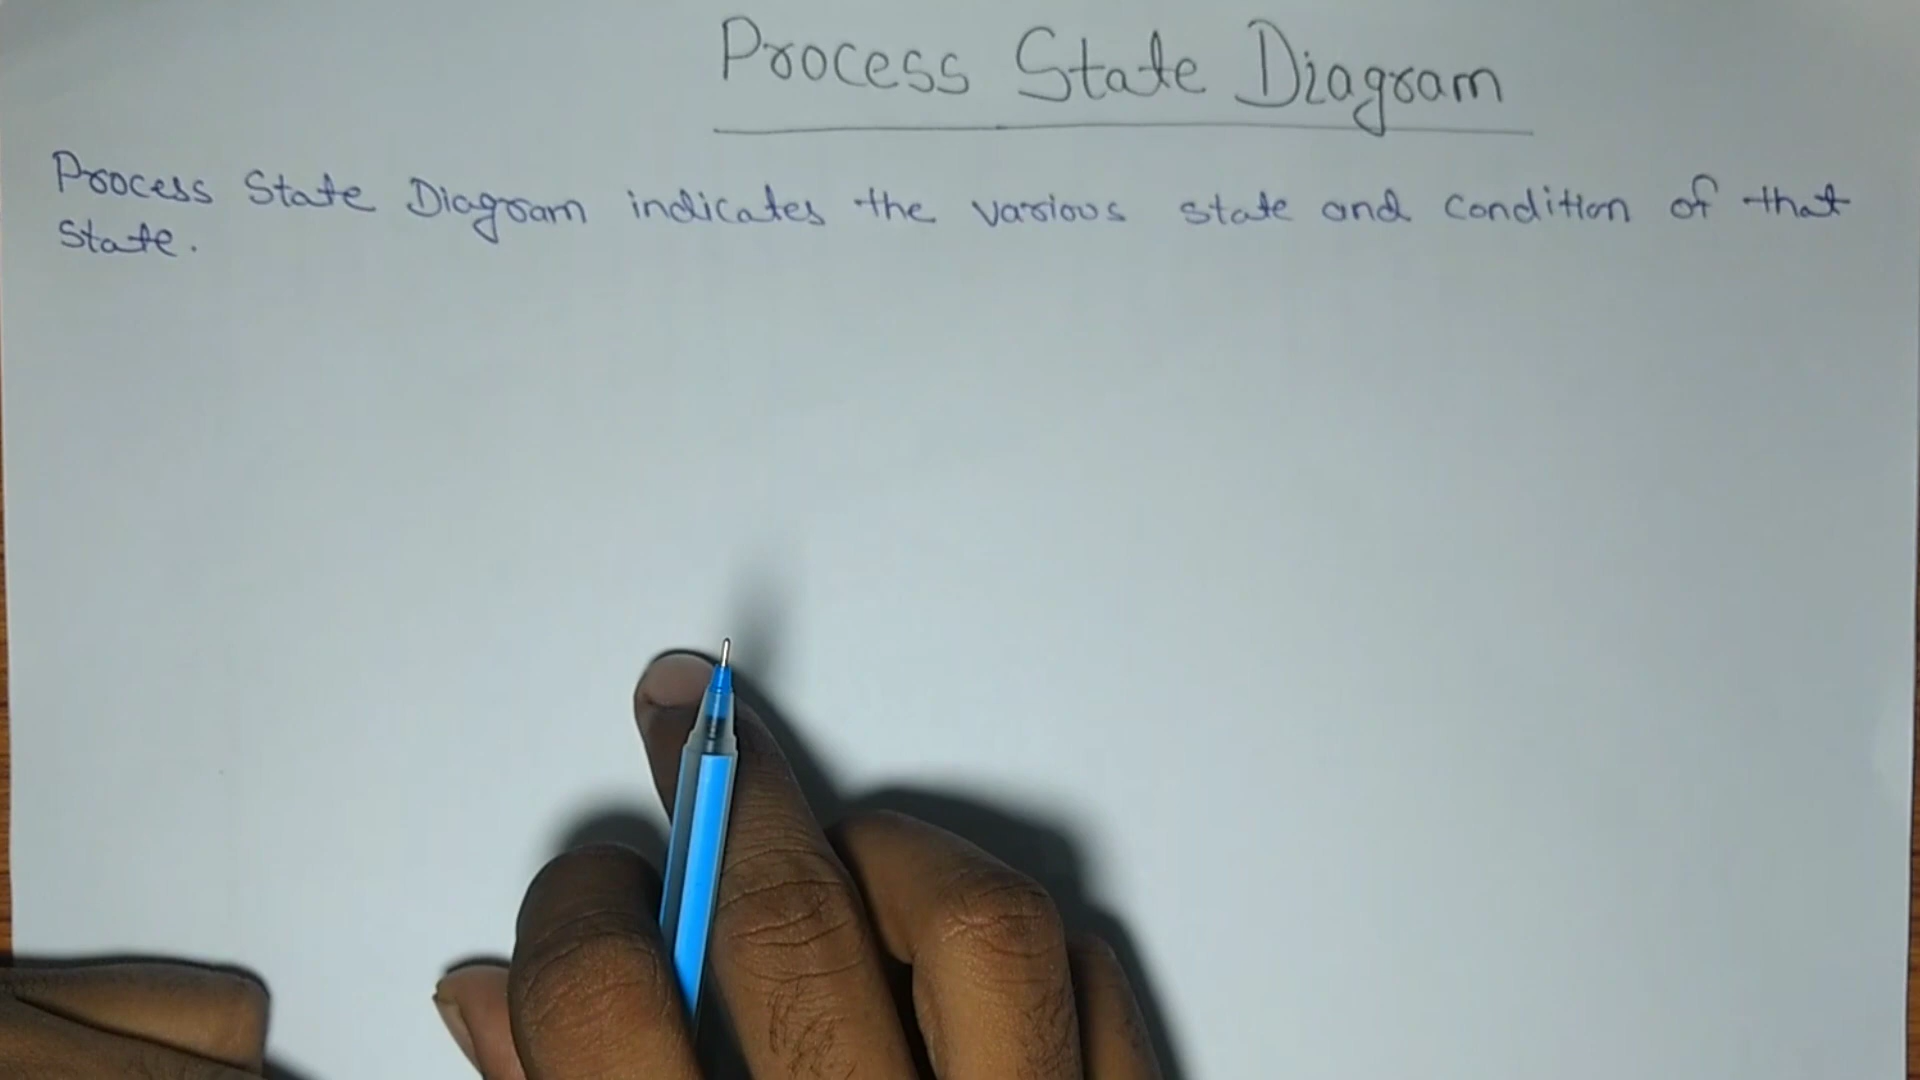 Process State Diagram
Process State Diagram indicates the various state and condition of that
State.